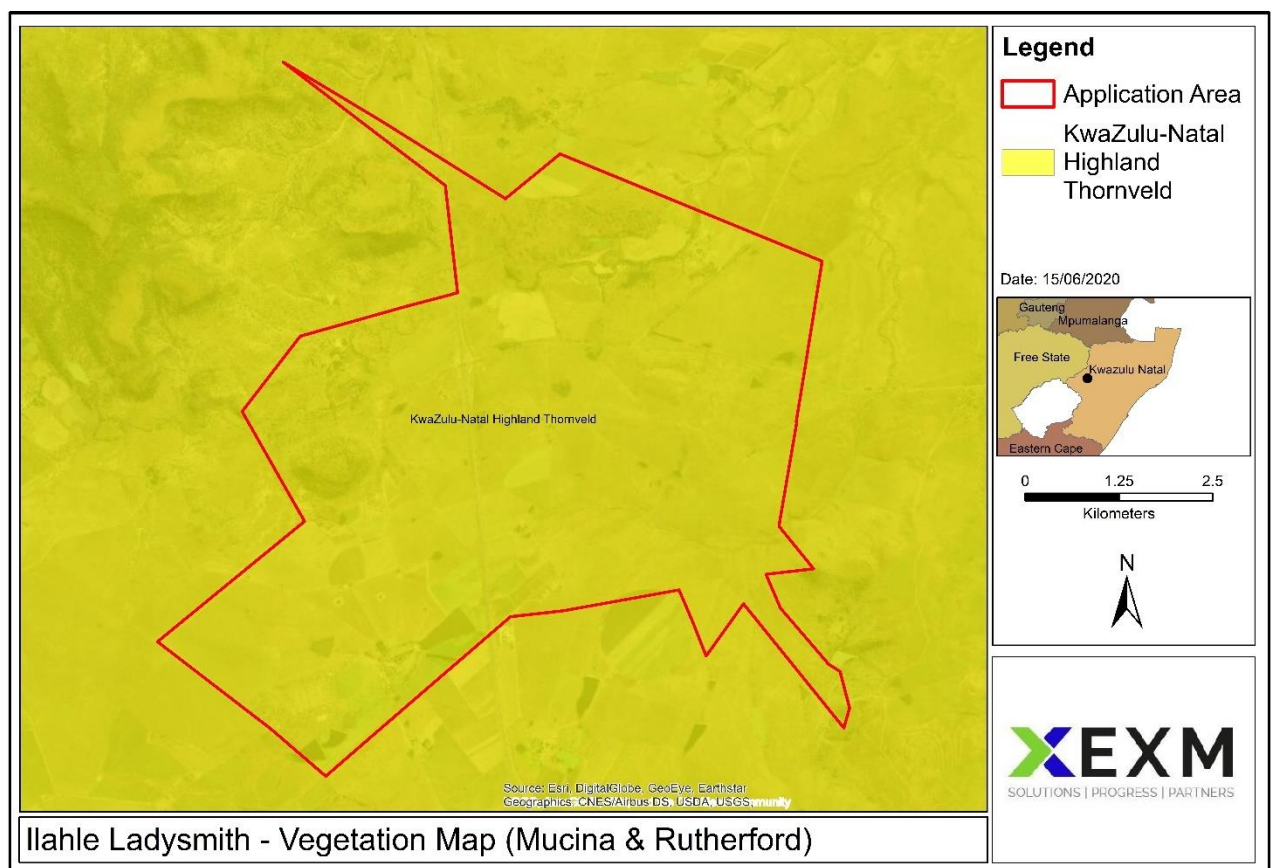 KwaZulu-Natal Highland Thornveld
Source: Esri, DigitalGlobe, GeoEye, Earthstar
Geographics, CNES/Airbus DS, USDA, USGS,
munity
Ilahle Ladysmith - Vegetation Map (Mucina & Rutherford)
Legend
Application Area
KwaZulu-Natal
Highland
Thornveld
Date: 15/06/2020
Gauteng
Mpumalanga
Free State
Kwazulu Natal
Eastern Cape
0 1.25 2.5
Kilometers
N
XEXM
SOLUTIONS | PROGRESS | PARTNERS